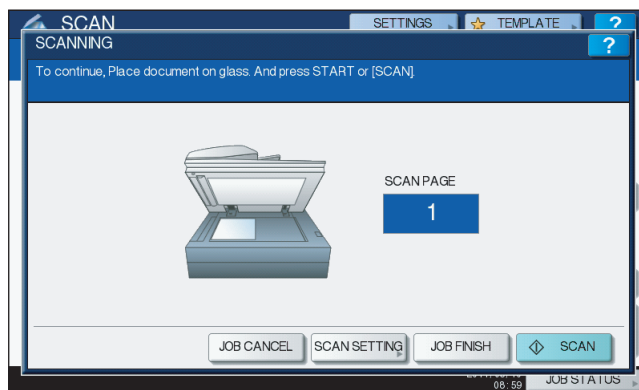 SCAN
SETTINGS
TEMPLATE
?
SCANNING
?
To continue, Place document on glass. And press START or [SCAN].
SCAN PAGE
1
JOB CANCEL
SCAN SETTING
JOB FINISH
SCAN
08:59
JOB STATUS